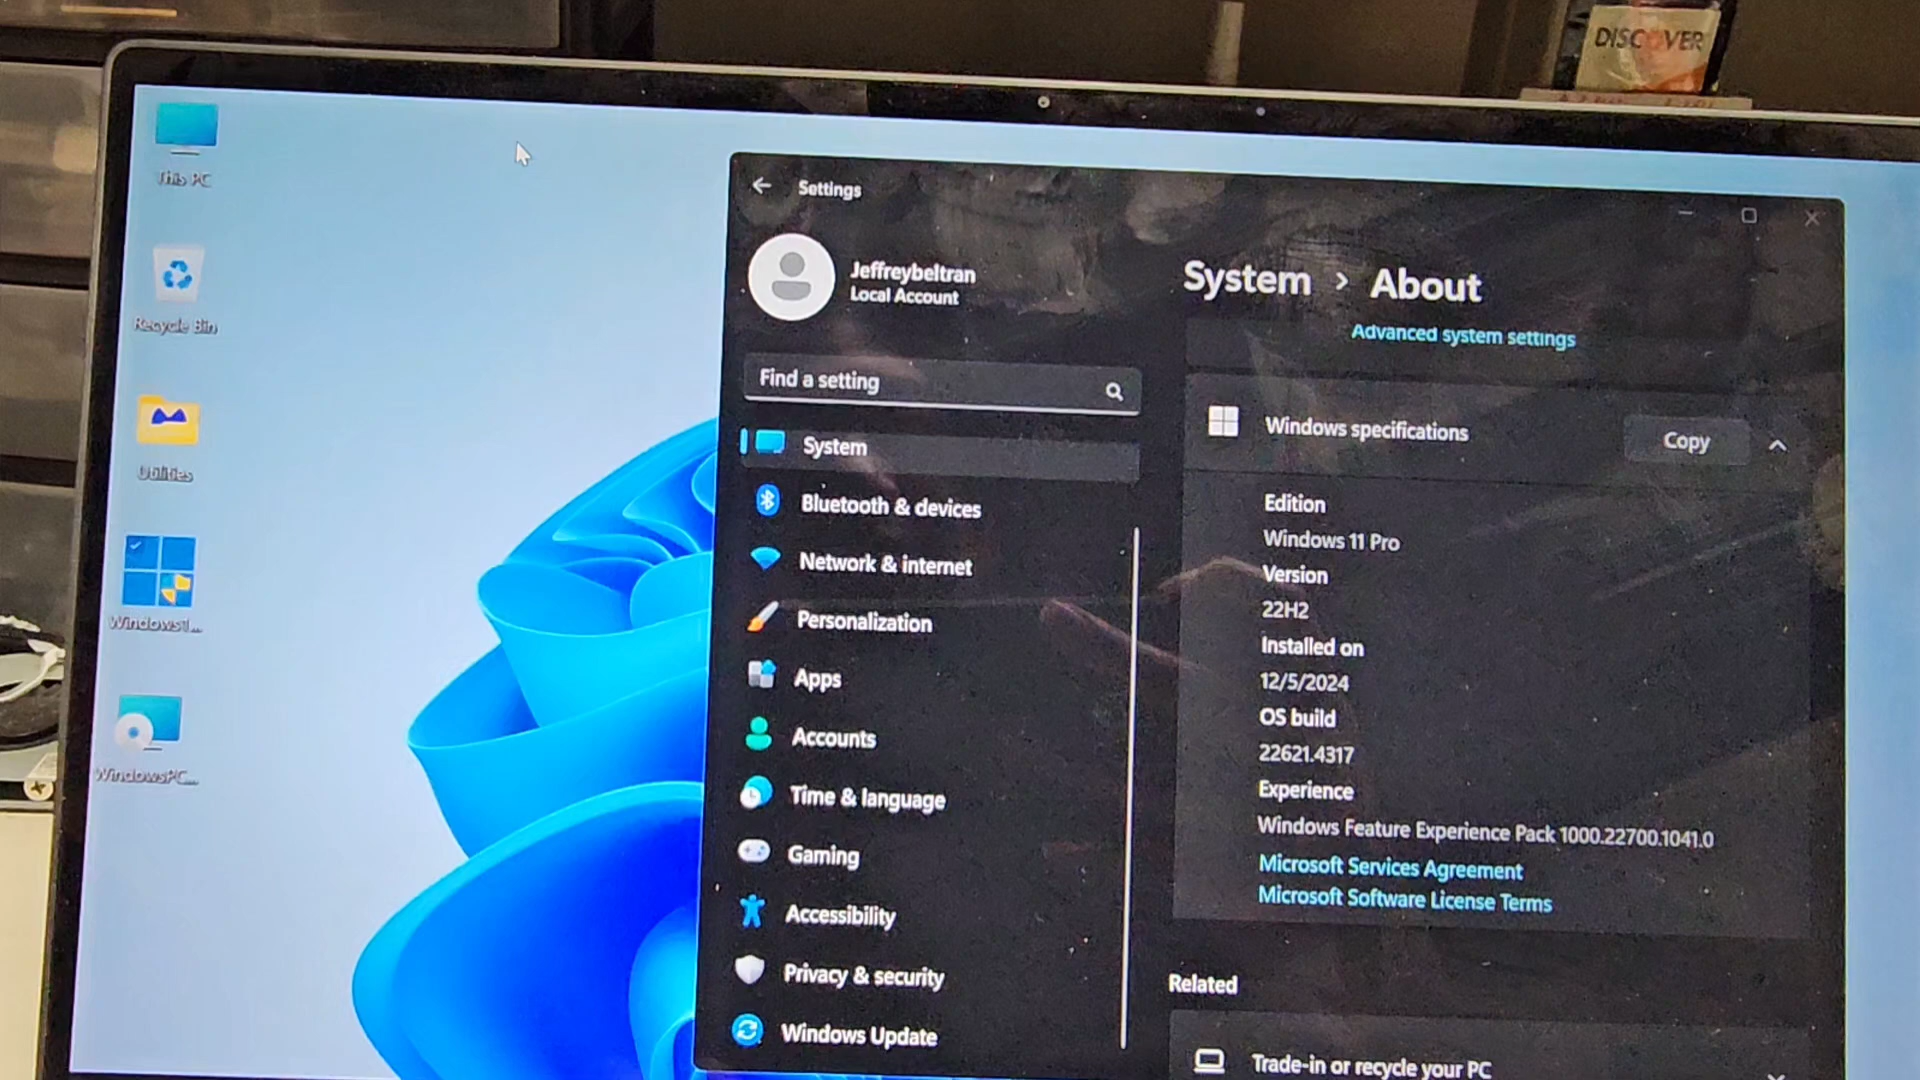 DISCOVER
This PC
Recycle Bin
Utilities
Windows1...
WindowsPC...
Settings
Jeffreybeltran
Local Account
Find a setting
System
Bluetooth & devices
Network & internet
Personalization
Apps
Accounts
Time & language
Gaming
Accessibility
Privacy & security
Windows Update
System > About
Advanced system settings
Windows specifications
Copy
Edition
Windows 11 Pro
Version
22H2
Installed on
12/5/2024
OS build
22621.4317
Experience
Windows Feature Experience Pack 1000.22700.1041.0
Microsoft Services Agreement
Microsoft Software License Terms
Related
Trade-in or recycle your PC